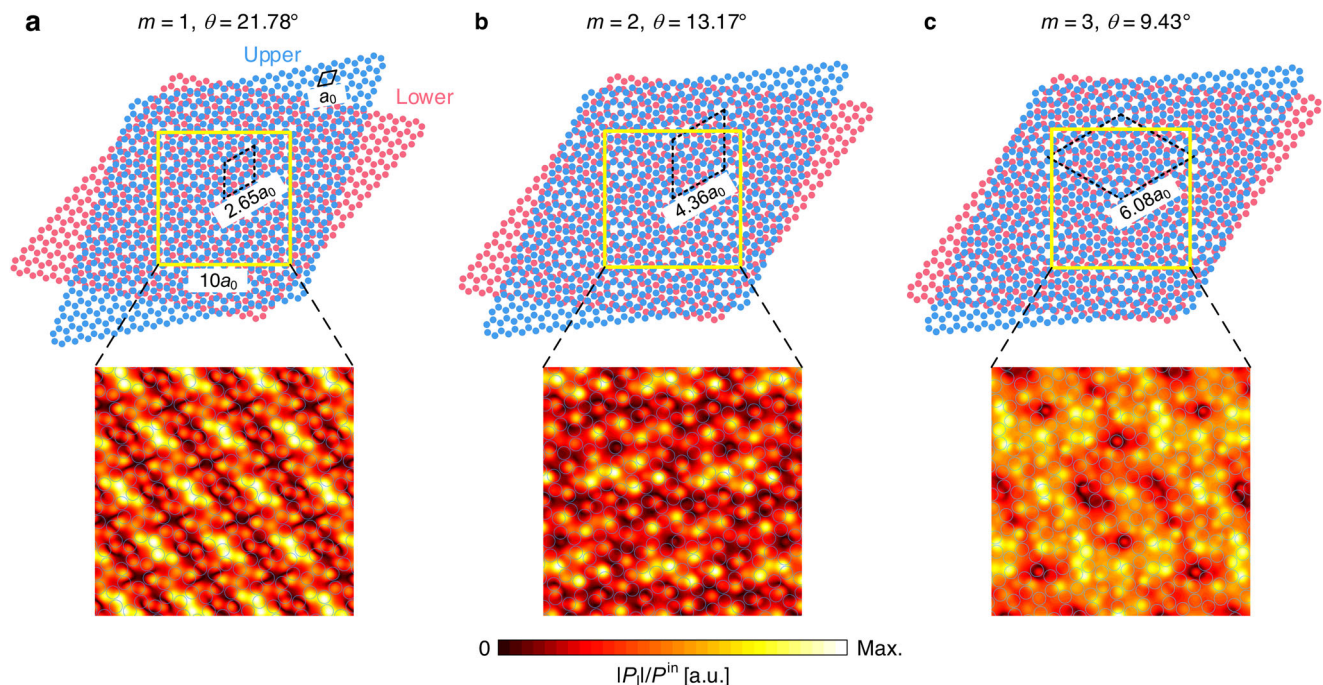 a
m = 1, θ = 21.78°
b
m = 2, θ = 13.17°
c
m = 3, θ = 9.43°
Upper
a₀
Lower
2.65a₀
10a₀
4.36a₀
6.08a₀
0
Max.
|Pₗ|/Pⁱⁿ [a.u.]